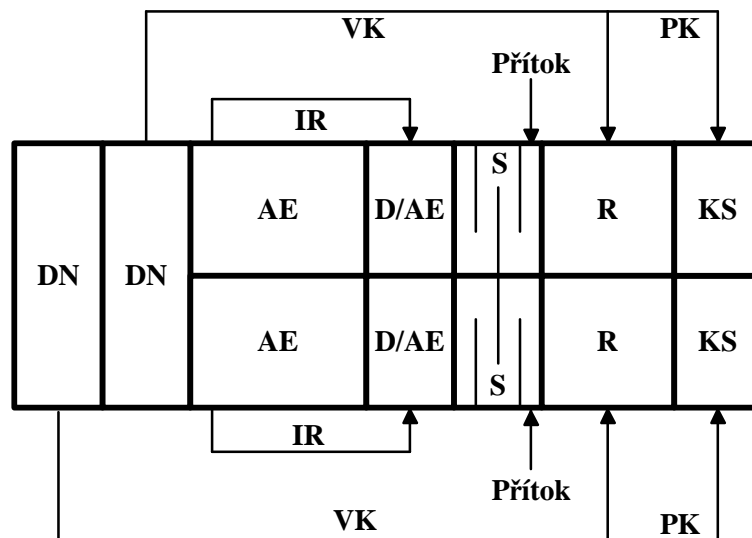 VK PK
Přítok
IR
S
AE D/AE R KS
DN DN
AE D/AE R KS
S
IR
Přítok
VK PK